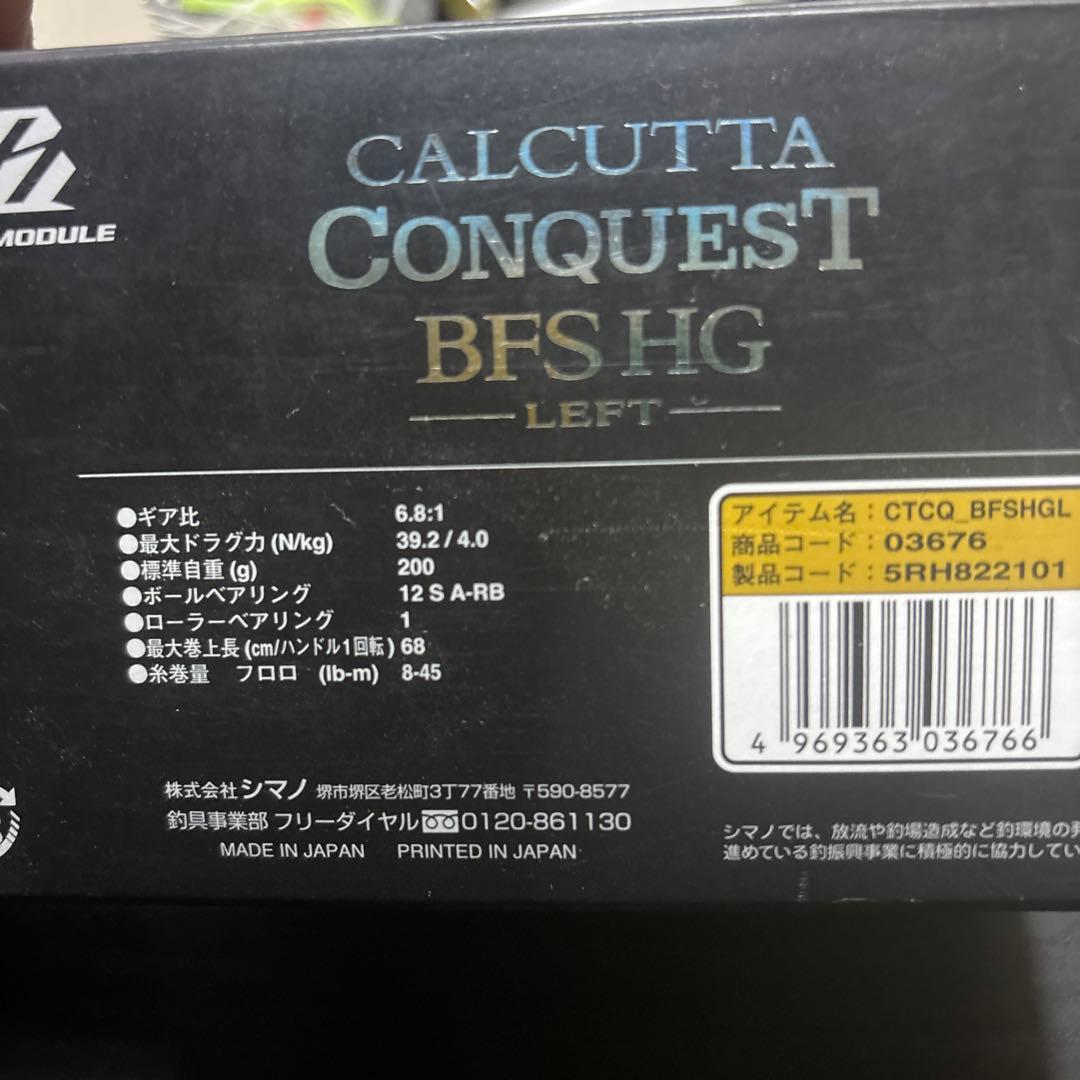 MODULE
CALCUTTA
CONQUEST
BFS HG
LEFT
●ギア比 6.8:1
●最大ドラグ力 (N/kg) 39.2 / 4.0
●標準自重 (g) 200
●ボールベアリング 12 S A-RB
●ローラーベアリング 1
●最大巻上長 (cm/ハンドル1回転) 68
●糸巻量 フロロ (lb-m) 8-45
アイテム名：CTCQ_BFSHGL
商品コード：03676
製品コード：5RH822101
4 969363 036766
株式会社シマノ 堺市堺区老松町3丁77番地 〒590-8577
釣具事業部 フリーダイヤル 0120-861130
MADE IN JAPAN PRINTED IN JAPAN
シマノでは、放流や釣場造成など釣環境の
進めている釣振興事業に積極的に協力してい